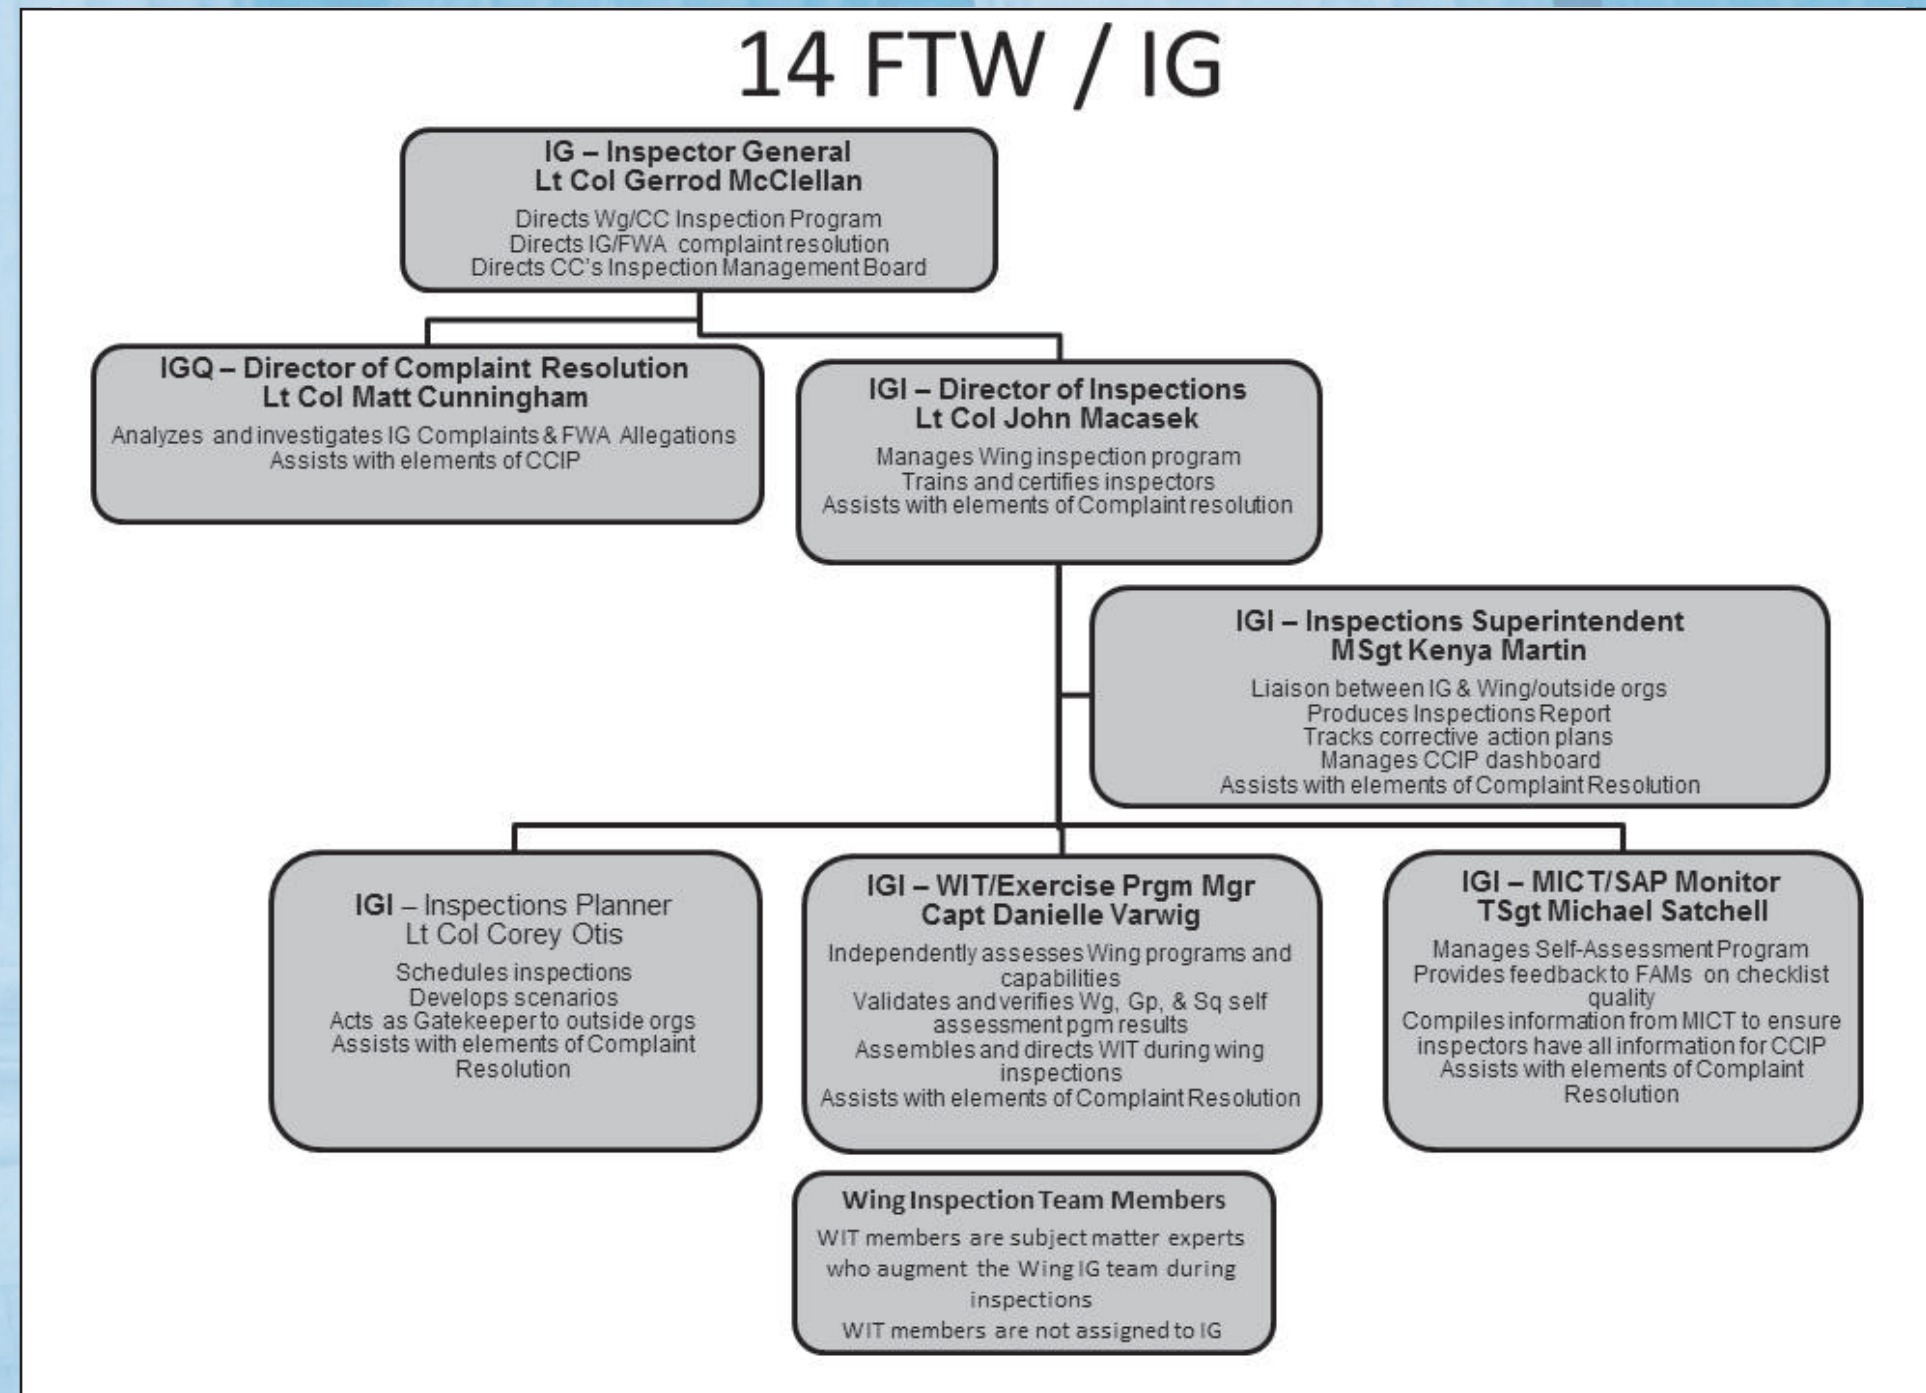 14 FTW / IG
IG – Inspector General
Lt Col Gerrod McClellan
Directs Wg/CC Inspection Program
Directs IG/FWA complaint resolution
Directs CC's Inspection Management Board
IGQ – Director of Complaint Resolution
Lt Col Matt Cunningham
Analyzes and investigates IG Complaints & FWA Allegations
Assists with elements of CCIP
IGI – Director of Inspections
Lt Col John Macasek
Manages Wing inspection program
Trains and certifies inspectors
Assists with elements of Complaint resolution
IGI – Inspections Superintendent
MSgt Kenya Martin
Liaison between IG & Wing/outside orgs
Produces Inspections Report
Tracks corrective action plans
Manages CCIP dashboard
Assists with elements of Complaint Resolution
IGI – Inspections Planner
Lt Col Corey Otis
Schedules inspections
Develops scenarios
Acts as Gatekeeper to outside orgs
Assists with elements of Complaint
Resolution
IGI – WIT/Exercise Prgm Mgr
Capt Danielle Varwig
Independently assesses Wing programs and
capabilities
Validates and verifies Wg, Gp, & Sq self
assessment pgm results
Assembles and directs WIT during wing
inspections
Assists with elements of Complaint Resolution
IGI – MICT/SAP Monitor
TSgt Michael Satchell
Manages Self-Assessment Program
Provides feedback to FAMs on checklist
quality
Compiles information from MICT to ensure
inspectors have all information for CCIP
Assists with elements of Complaint
Resolution
Wing Inspection Team Members
WIT members are subject matter experts
who augment the Wing IG team during
inspections
WIT members are not assigned to IG